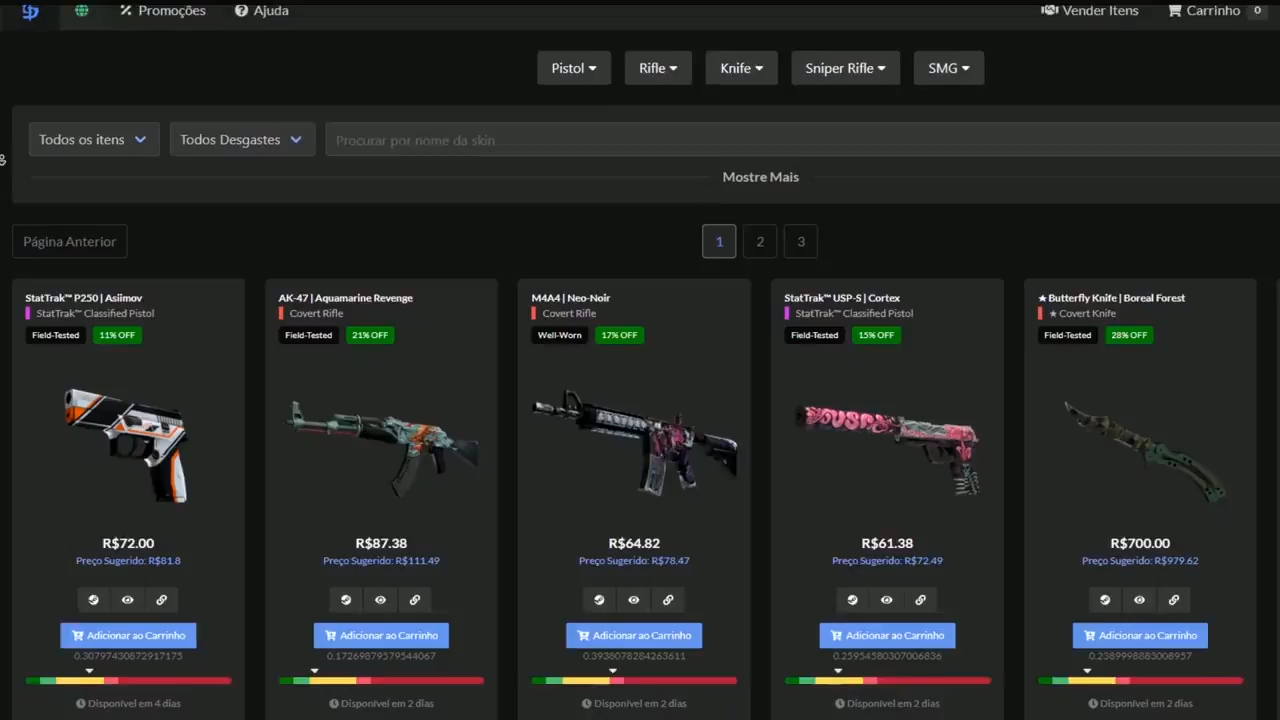 Promoções
Ajuda
Vender Itens
Carrinho 0
Pistol
Rifle
Knife
Sniper Rifle
SMG
Todos os itens
Todos Desgastes
Procurar por nome da skin
Mostre Mais
Página Anterior
1
2
3
StatTrak™ P250 | Asiimov
StatTrak™ Classified Pistol
Field-Tested 11% OFF
R$72.00
Preço Sugerido: R$81.8
Adicionar ao Carrinho
0.30797430872917175
Disponível em 4 dias
AK-47 | Aquamarine Revenge
Covert Rifle
Field-Tested 21% OFF
R$87.38
Preço Sugerido: R$111.49
Adicionar ao Carrinho
0.17269879579544067
Disponível em 2 dias
M4A4 | Neo-Noir
Covert Rifle
Well-Worn 17% OFF
R$64.82
Preço Sugerido: R$78.47
Adicionar ao Carrinho
0.3938078284263611
Disponível em 2 dias
StatTrak™ USP-S | Cortex
StatTrak™ Classified Pistol
Field-Tested 15% OFF
R$61.38
Preço Sugerido: R$72.49
Adicionar ao Carrinho
0.25954580307006836
Disponível em 2 dias
★ Butterfly Knife | Boreal Forest
★ Covert Knife
Field-Tested 28% OFF
R$700.00
Preço Sugerido: R$979.62
Adicionar ao Carrinho
0.2389998883008957
Disponível em 2 dias